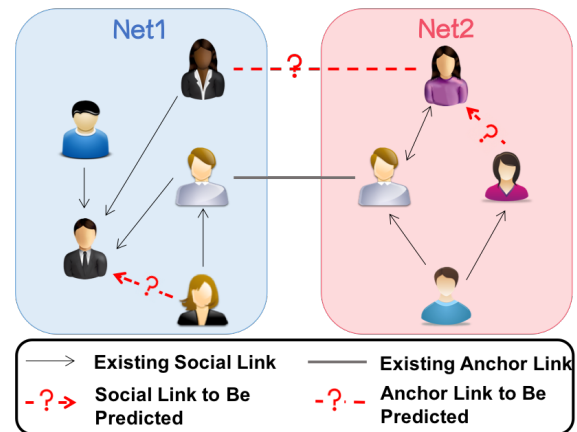 Net1
Net2
?
?
?
Existing Social Link
Existing Anchor Link
?
Social Link to Be
Predicted
?
Anchor Link to Be
Predicted